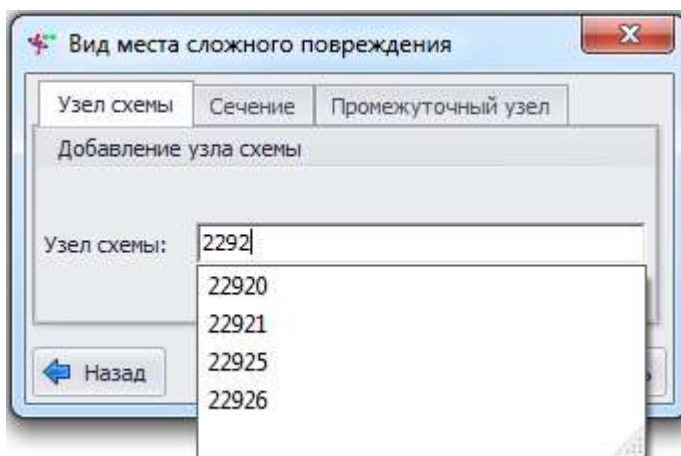 Вид места сложного повреждения
Узел схемы Сечение Промежуточный узел
Добавление узла схемы
Узел схемы: 2292
22920
22921
22925
22926
Назад